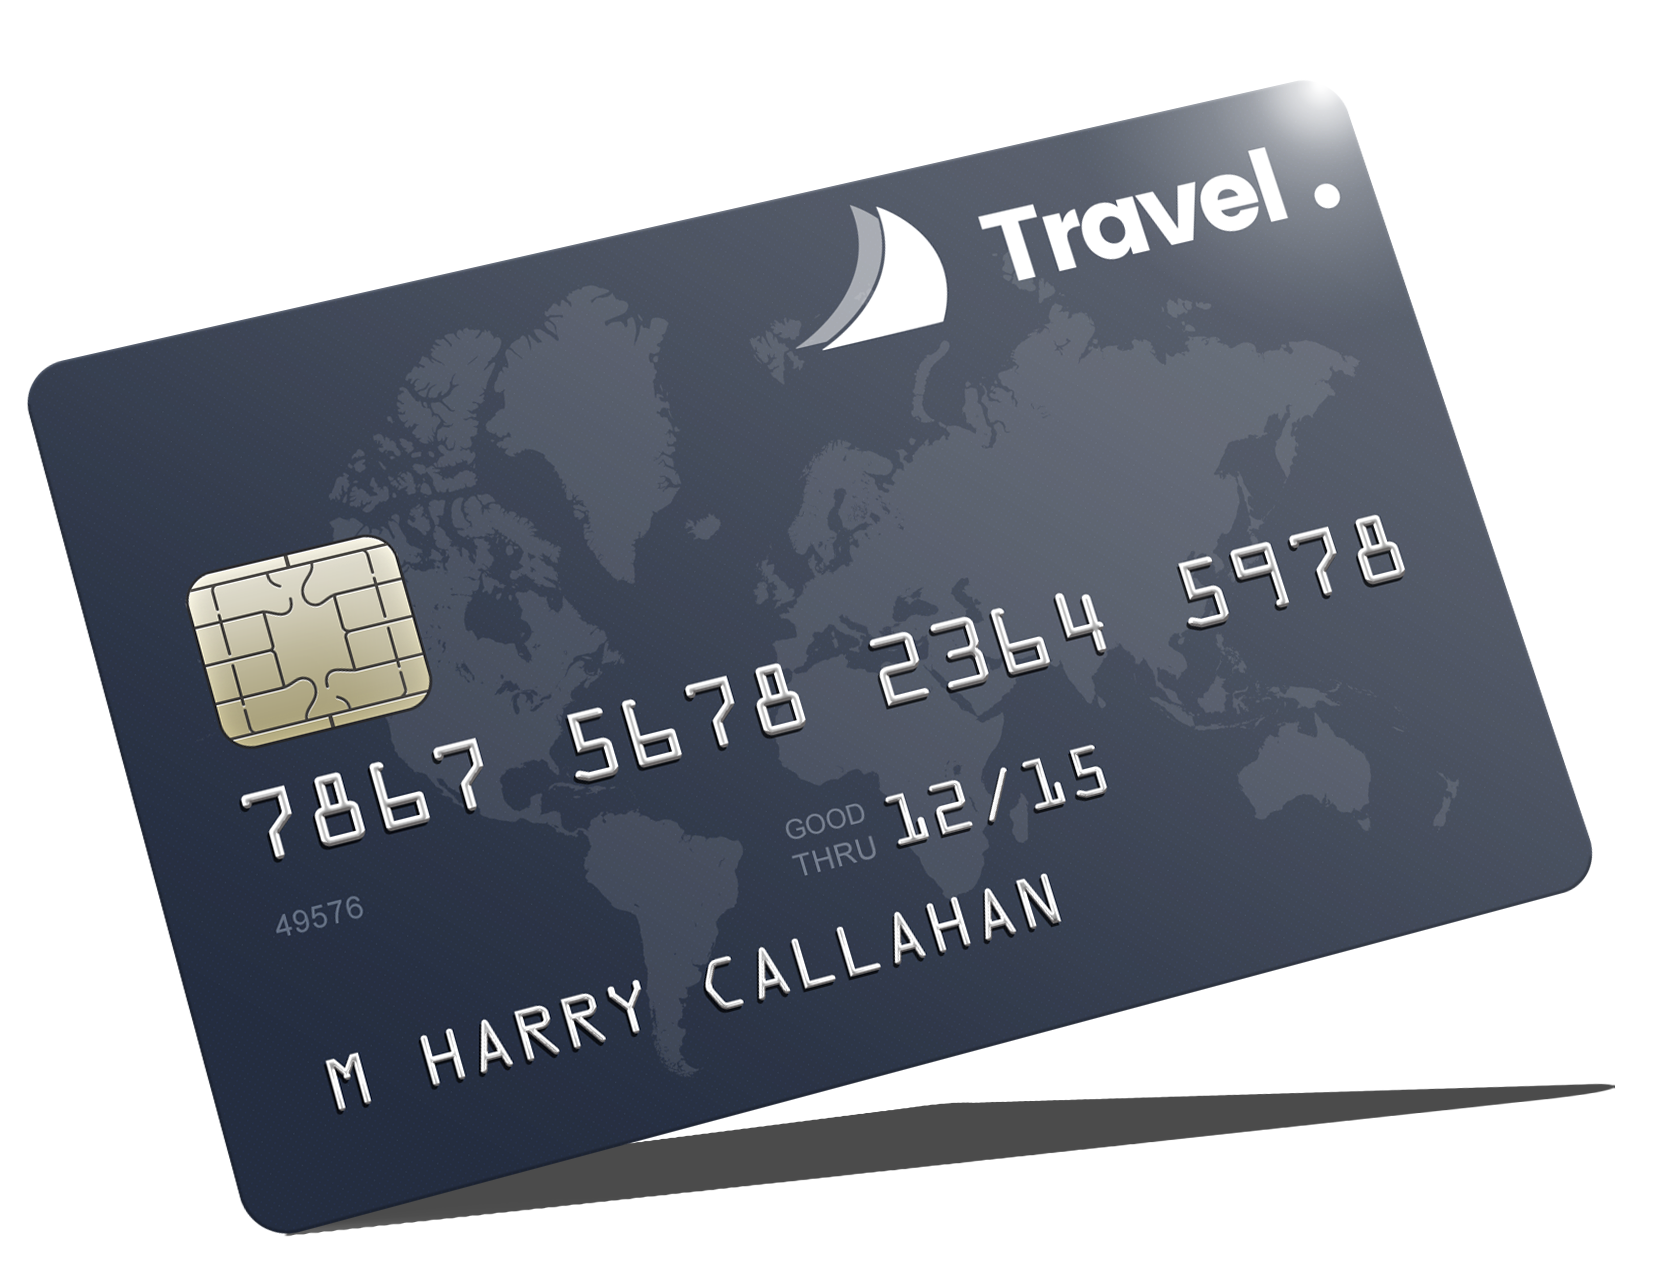 Travel .
7867 5678 2364 5978
GOOD
THRU 12/15
49576
M HARRY CALLAHAN